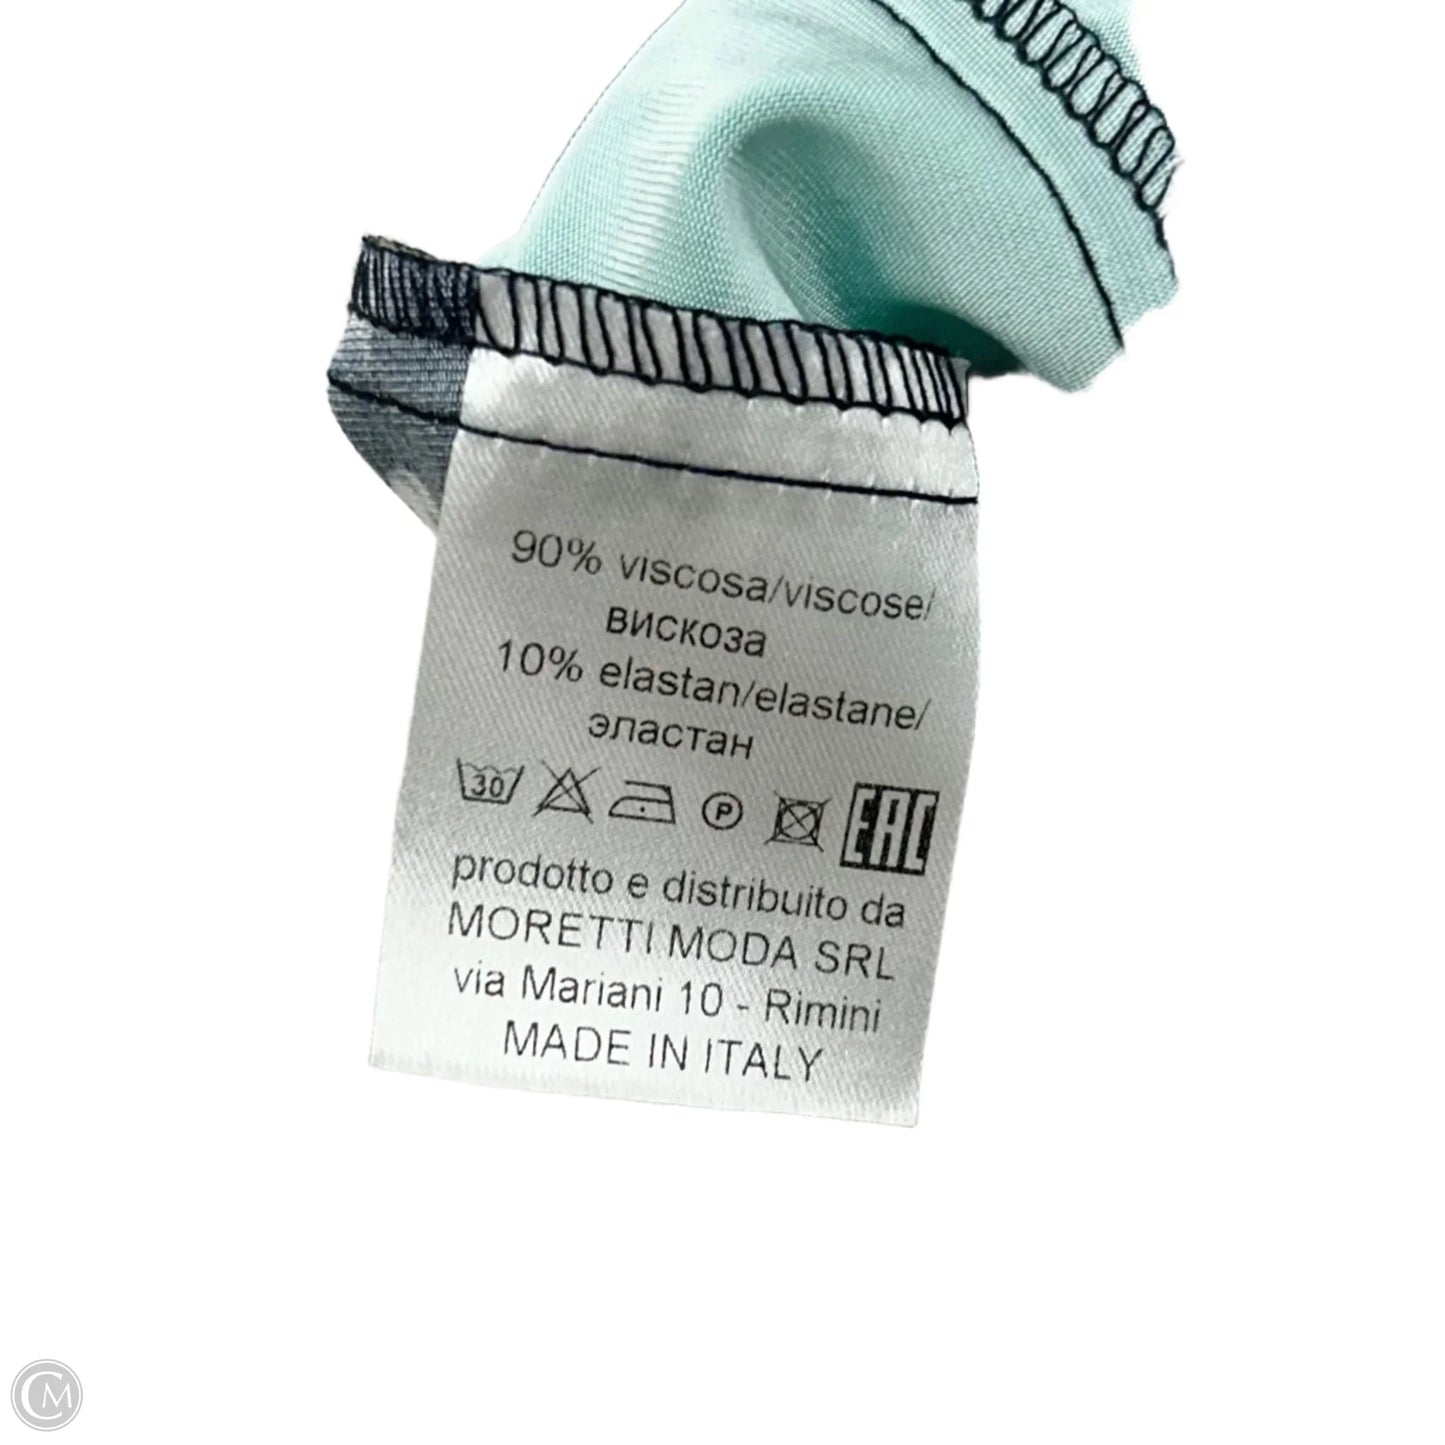 90% viscosa/viscose/
вискоза
10% elastan/elastane/
эластан
30 P EAC
prodotto e distribuito da
MORETTI MODA SRL
via Mariani 10 - Rimini
MADE IN ITALY
CM